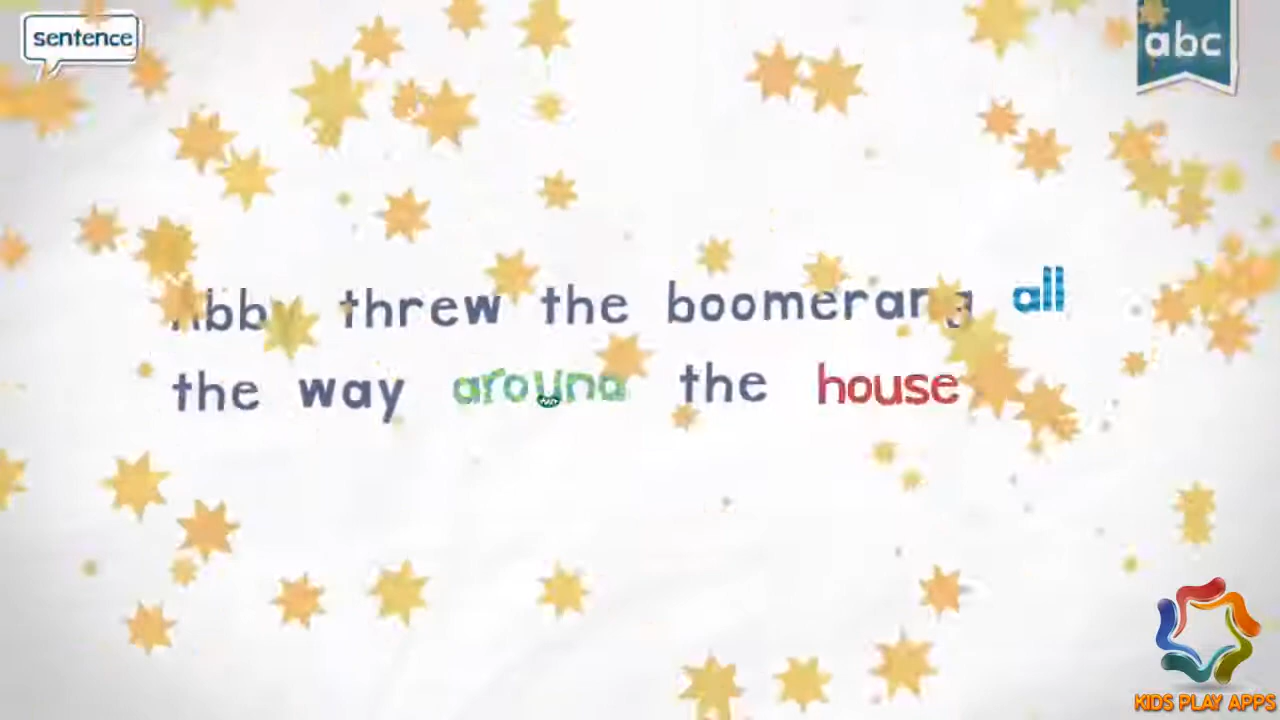 sentence
abc
threw the boomerang all
the way around the house
KIDS PLAY APPS